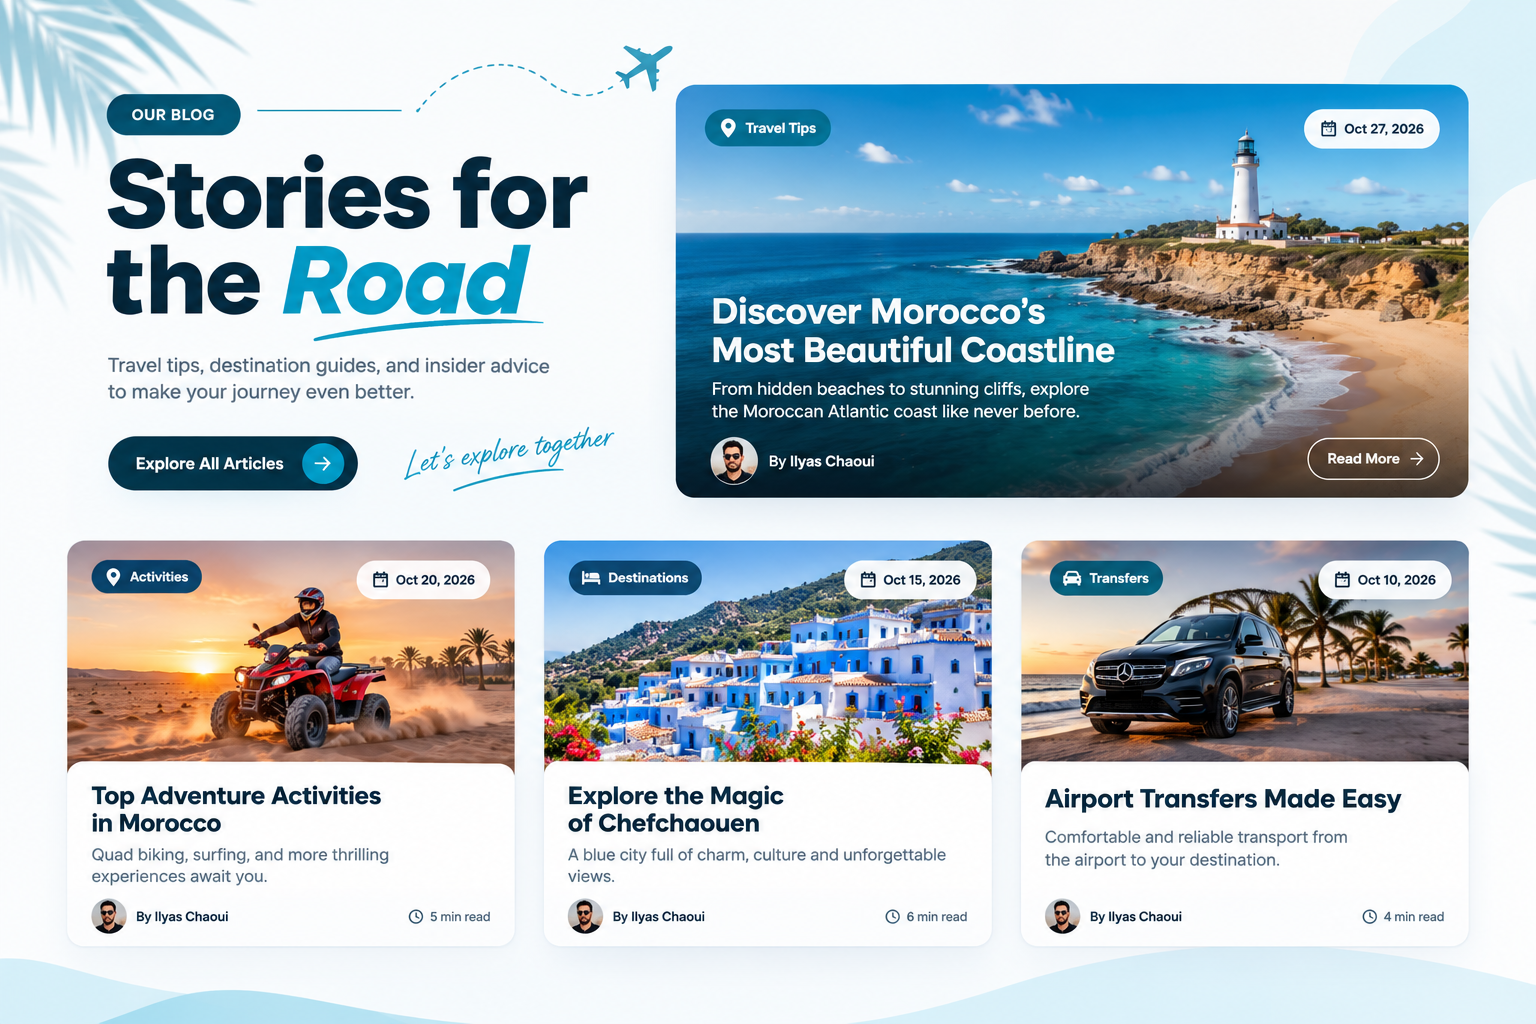 OUR BLOG
Stories for
the Road
Travel tips, destination guides, and insider advice
to make your journey even better.
Explore All Articles
Let's explore together
Travel Tips
Oct 27, 2026
Discover Morocco’s
Most Beautiful Coastline
From hidden beaches to stunning cliffs, explore
the Moroccan Atlantic coast like never before.
By Ilyas Chaoui
Read More
Activities
Oct 20, 2026
Top Adventure Activities
in Morocco
Quad biking, surfing, and more thrilling
experiences await you.
By Ilyas Chaoui
5 min read
Destinations
Oct 15, 2026
Explore the Magic
of Chefchaouen
A blue city full of charm, culture and unforgettable
views.
By Ilyas Chaoui
6 min read
Transfers
Oct 10, 2026
Airport Transfers Made Easy
Comfortable and reliable transport from
the airport to your destination.
By Ilyas Chaoui
4 min read